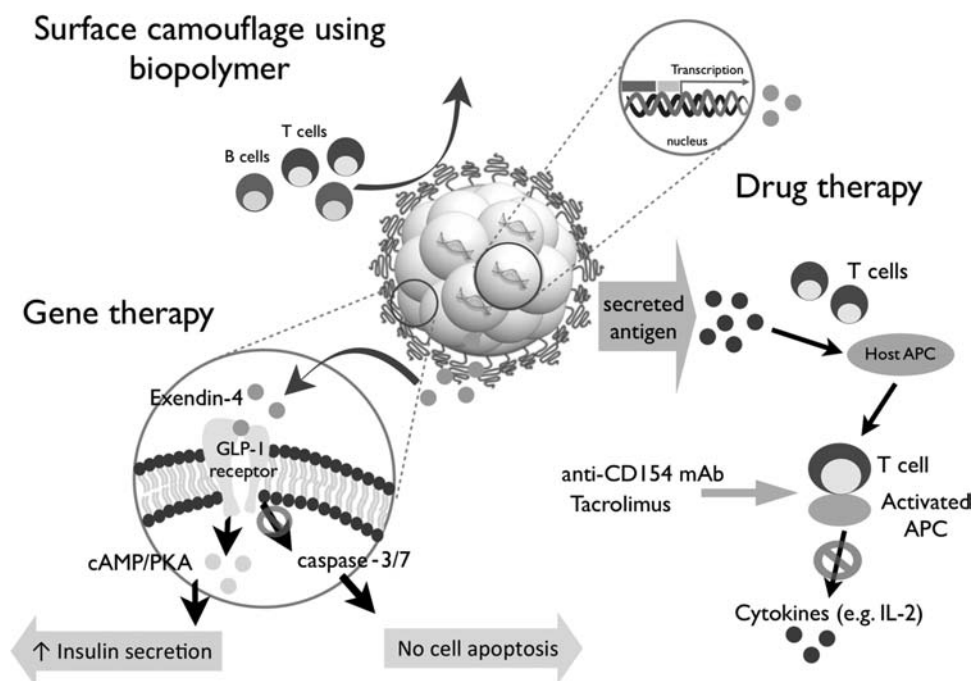 Surface camouflage using
biopolymer
T cells
B cells
Transcription
nucleus
Drug therapy
T cells
secreted
antigen
Host APC
Gene therapy
Exendin-4
GLP-1
receptor
cAMP/PKA
caspase-3/7
↑ Insulin secretion
No cell apoptosis
anti-CD154 mAb
Tacrolimus
T cell
Activated
APC
Cytokines (e.g. IL-2)